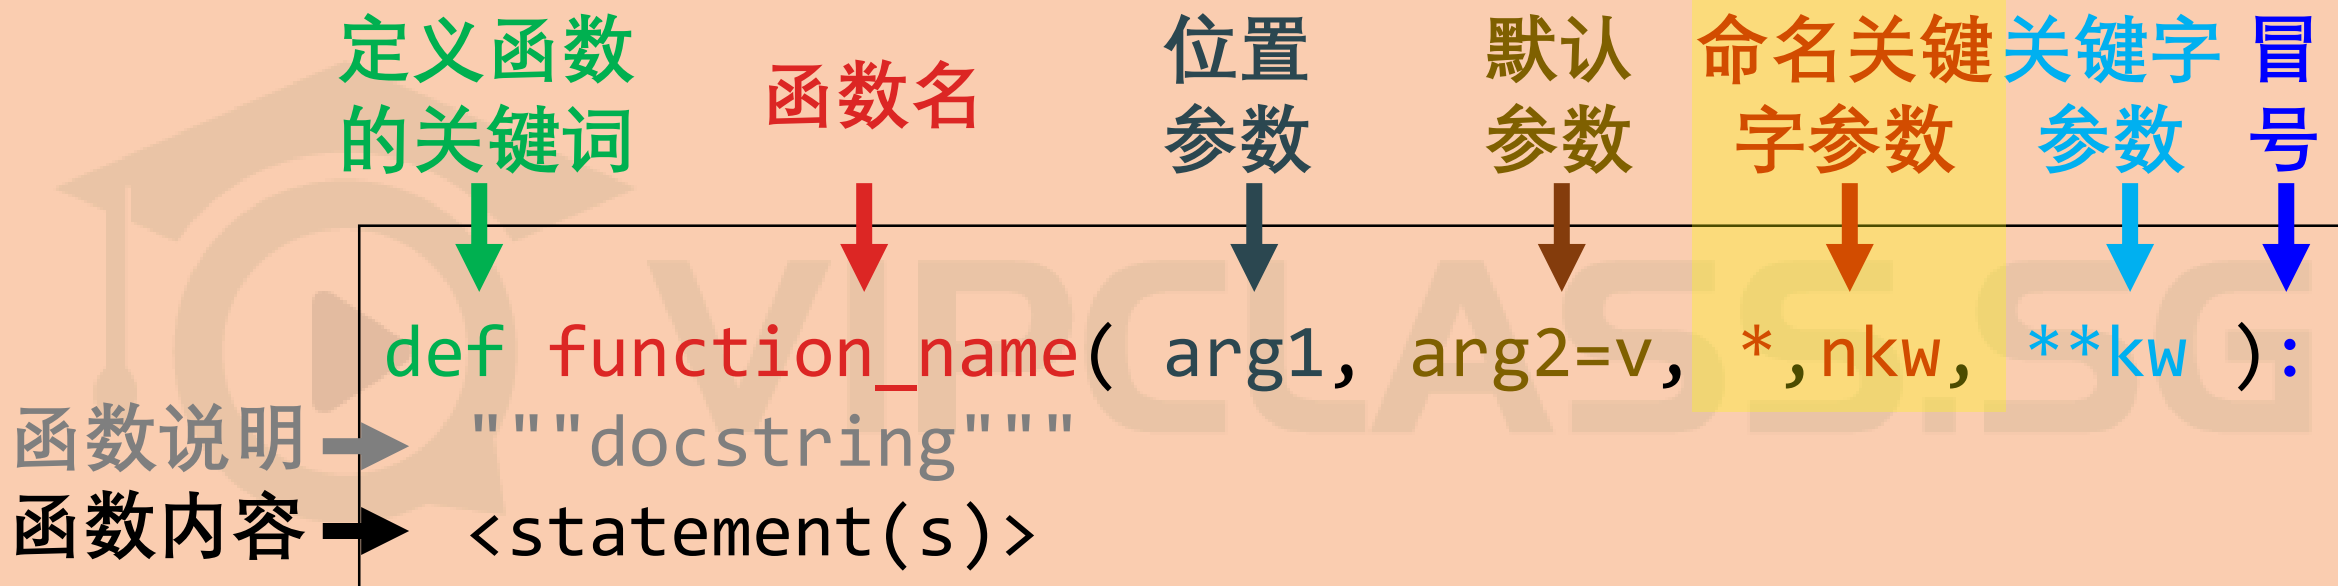 定义函数
的关键词
函数名
位置
参数
默认
参数
命名关键
字参数
关键字
参数
冒
号
def function_name( arg1, arg2=v, *,nkw, **kw ):
函数说明
"""docstring"""
函数内容
<statement(s)>
VIPCLASS.SG